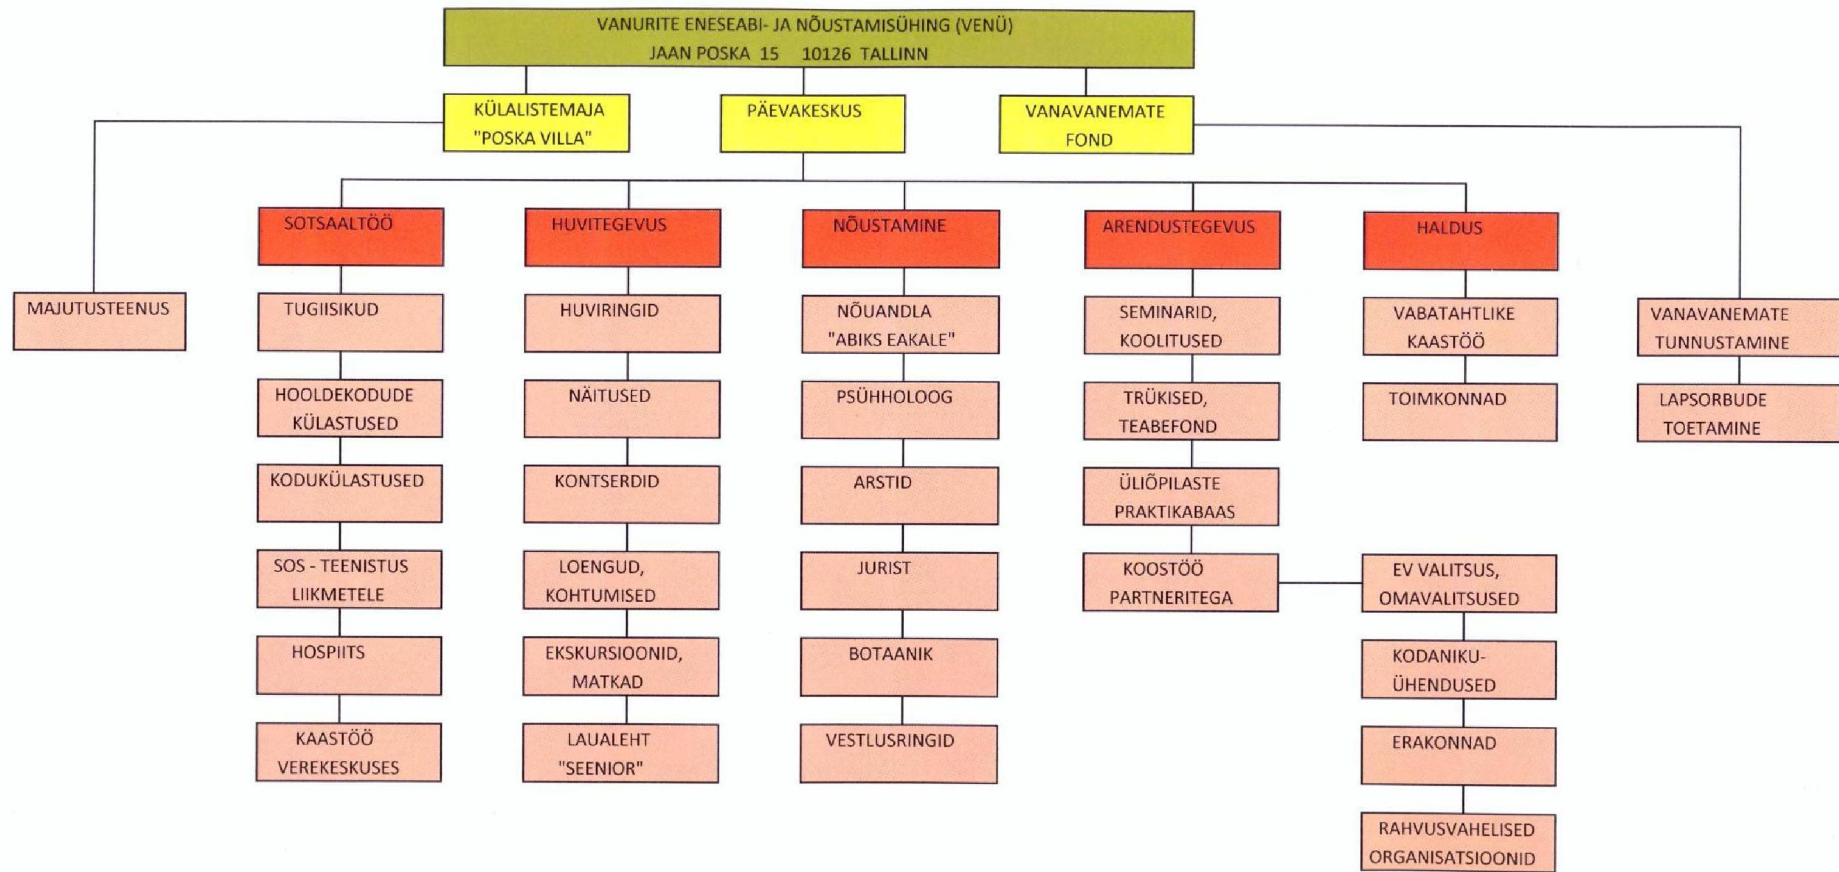 VANURITE ENESEABI- JA NÕUSTAMISÜHING (VENÜ)
JAAN POSKA 15 10126 TALLINN
KÜLALISTEMAJA
"POSKA VILLA"
PÄEVAKESKUS
VANAVANEMATE
FOND
SOTSAALTÖÖ
HUVITEGEVUS
NÕUSTAMINE
ARENDUSTEGEVUS
HALDUS
MAJUTUSTEENUS
TUGIISIKUD
HOOLDEKODUDE
KÜLASTUSED
KODUKÜLASTUSED
SOS - TEENISTUS
LIIKMETELE
HOSPIITS
KAASTÖÖ
VEREKESKUSES
HUVIRINGID
NÄITUSED
KONTSERDID
LOENGUD,
KOHTUMISED
EKSKURSIOONID,
MATKAD
LAUALEHT
"SEENIOR"
NÕUANDLA
"ABIKS EAKALE"
PSÜHHOLOOG
ARSTID
JURIST
BOTAANIK
VESTLUSRINGID
SEMINARID,
KOOLITUSED
TRÜKISED,
TEABEFOND
ÜLIÕPILASTE
PRAKTIKABAAS
KOOSTÖÖ
PARTNERITEGA
VABATAHTLIKE
KAASTÖÖ
TOIMKONNAD
EV VALITSUS,
OMAVALITSUSED
KODANIKU-
ÜHENDUSED
ERAKONNAD
RAHVUSVAHELISED
ORGANISATSIOONID
VANAVANEMATE
TUNNUSTAMINE
LAPSORBUDE
TOETAMINE